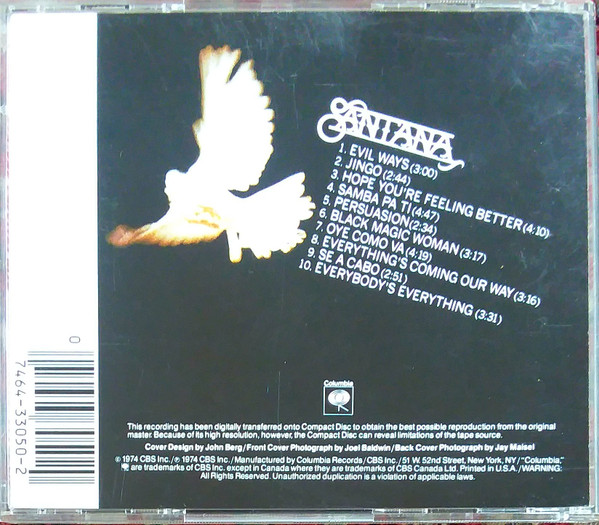 SANTANA
1. EVIL WAYS (3:00)
2. JINGO (2:44)
3. HOPE YOU'RE FEELING BETTER (4:10)
4. SAMBA PA TI (4:47)
5. PERSUASION (2:34)
6. BLACK MAGIC WOMAN (3:17)
7. OYE COMO VA (4:19)
8. EVERYTHING'S COMING OUR WAY (3:16)
9. SE A CABO (2:51)
10. EVERYBODY'S EVERYTHING (3:31)
0
7464-33050-2
Columbia
This recording has been digitally transferred onto Compact Disc to obtain the best possible reproduction from the original
master. Because of its high resolution, however, the Compact Disc can reveal limitations of the tape source.
Cover Design by John Berg/Front Cover Photograph by Joel Baldwin/Back Cover Photograph by Jay Maisel
© 1974 CBS Inc./℗ 1974 CBS Inc./Manufactured by Columbia Records/CBS Inc./51 W. 52nd Street, New York, NY/"Columbia,"
are trademarks of CBS Inc. except in Canada where they are trademarks of CBS Canada Ltd. Printed in U.S.A./WARNING:
All Rights Reserved. Unauthorized duplication is a violation of applicable laws.